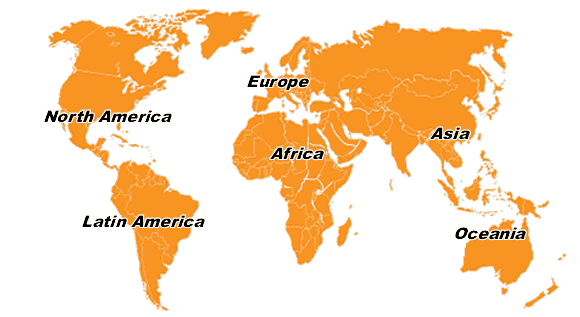 Europe
North America
Asia
Africa
Latin America
Oceania